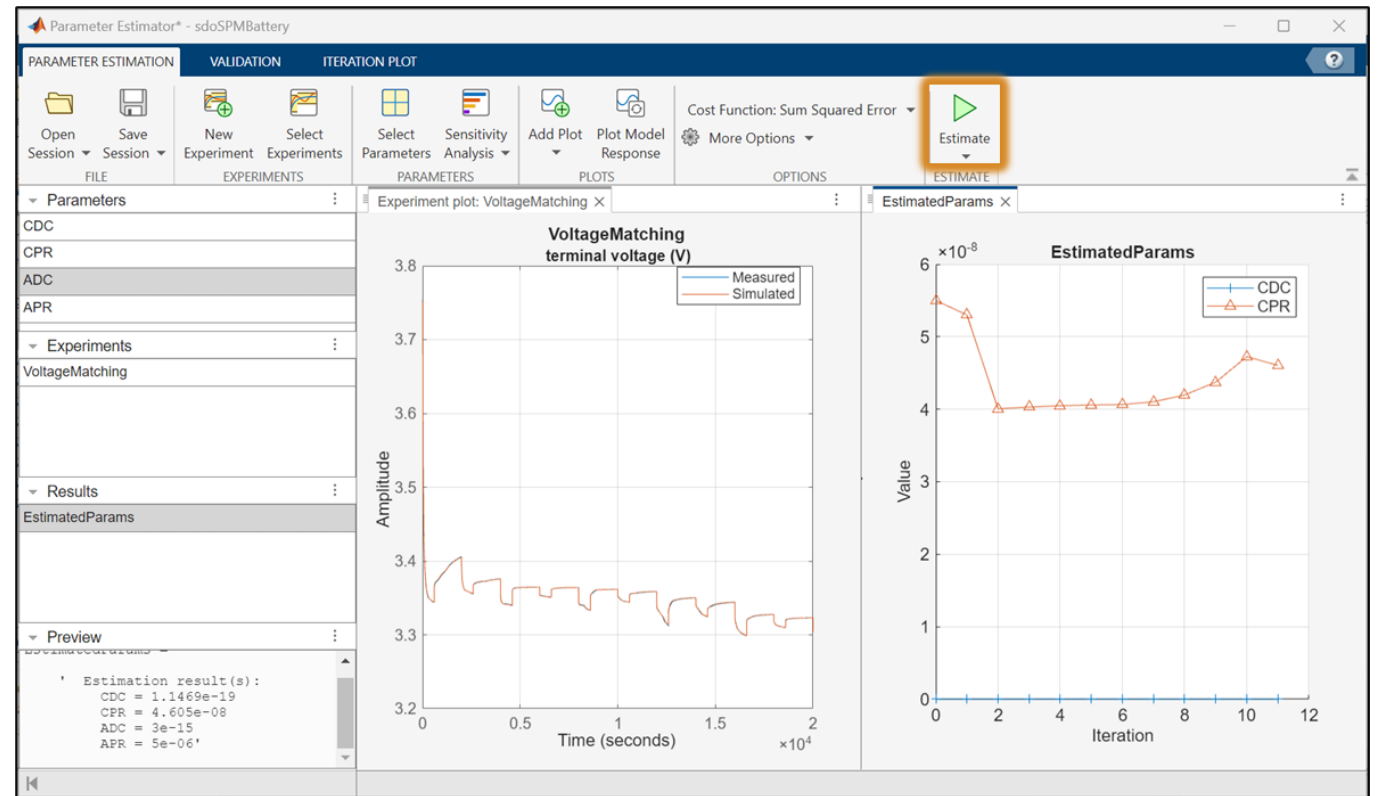 Parameter Estimator* - sdoSPMBattery
PARAMETER ESTIMATION VALIDATION ITERATION PLOT
?
Open Session
Save Session
New Experiment
Select Experiments
Select Parameters
Sensitivity Analysis
Add Plot
Plot Model Response
Cost Function: Sum Squared Error
More Options
Estimate
FILE EXPERIMENTS PARAMETERS PLOTS OPTIONS ESTIMATE
Parameters
CDC
CPR
ADC
APR
Experiments
VoltageMatching
Results
EstimatedParams
Preview
EstimatedParams =
' Estimation result(s):
CDC = 1.1469e-19
CPR = 4.605e-08
ADC = 3e-15
APR = 5e-06'
Experiment plot: VoltageMatching
VoltageMatching
terminal voltage (V)
Measured
Simulated
3.8
3.7
3.6
3.5
3.4
3.3
3.2
Amplitude
0 0.5 1 1.5 2
Time (seconds)
×10⁴
EstimatedParams
×10⁻⁸
EstimatedParams
CDC
CPR
6
5
4
3
2
1
0
Value
0 2 4 6 8 10 12
Iteration